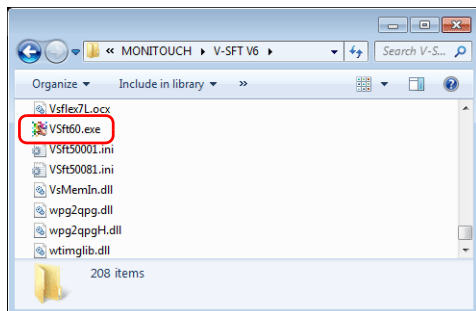 « MONITOUCH ▸ V-SFT V6 ▸
Search V-S...
Organize ▾ Include in library ▾ »
Vsflex7L.ocx
VSft60.exe
VSft50001.ini
VSft50081.ini
VsMemIn.dll
wpg2qpg.dll
wpg2qpgH.dll
wtimglib.dll
208 items